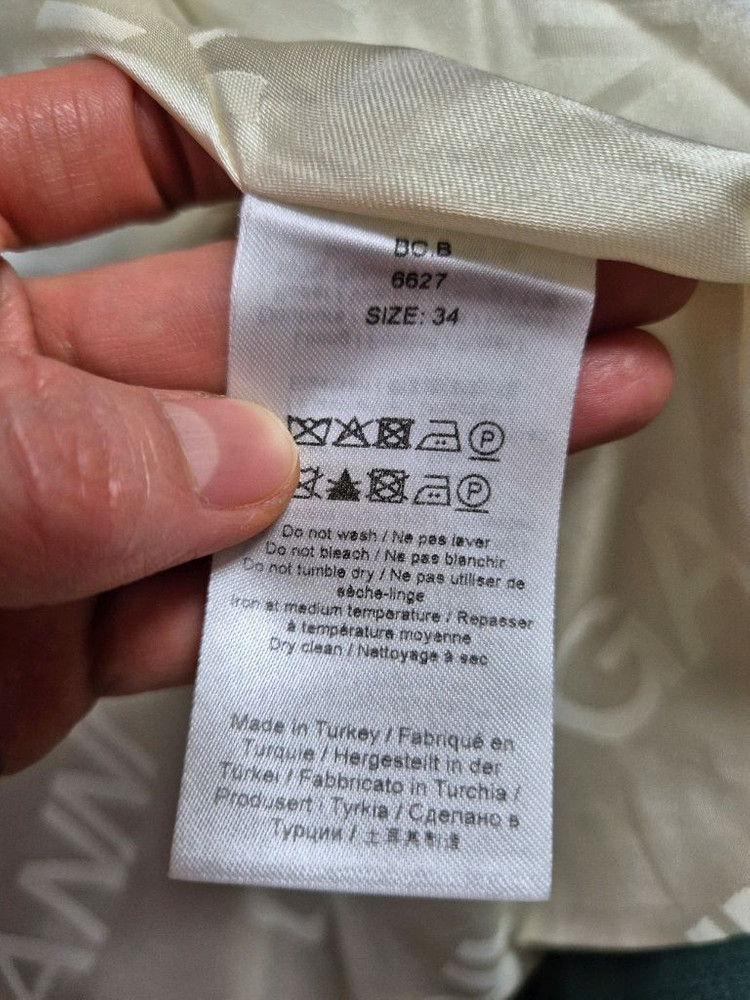 BC.B
6627
SIZE: 34
P
P
Do not wash / Ne pas laver
Do not bleach / Ne pas blanchir
Do not tumble dry / Ne pas utiliser de
sèche-linge
Iron at medium temperature / Repasser
à température moyenne
Dry clean / Nettoyage à sec
Made in Turkey / Fabriqué en
Turquie / Hergestellt in der
Türkei / Fabbricato in Turchia /
Produsert i Tyrkia / Сделано в
Турции / 土耳其制造
GA
ANNI